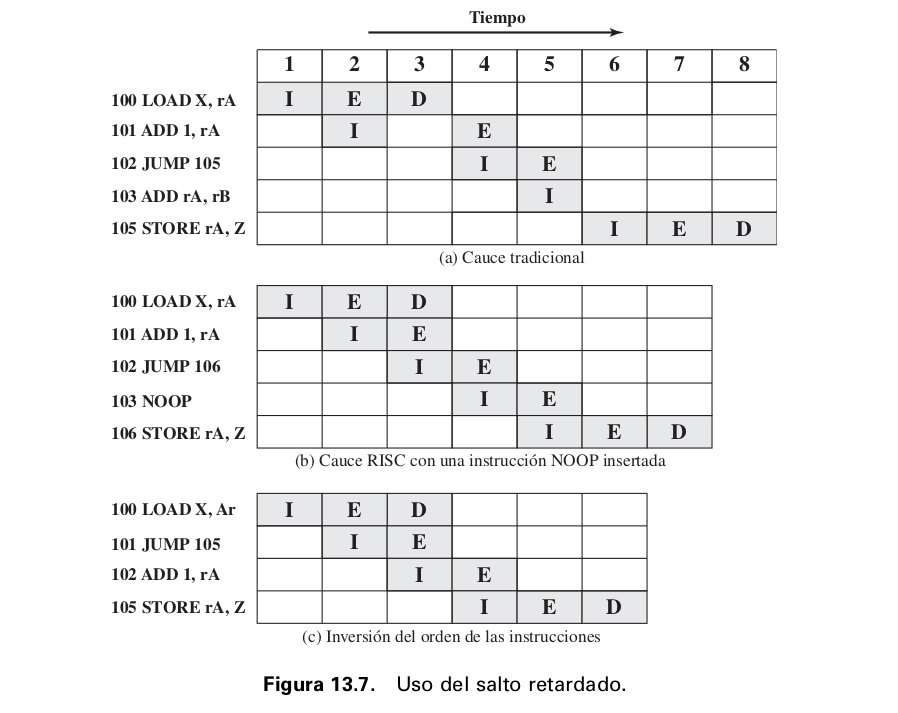 Tiempo
1 2 3 4 5 6 7 8
100 LOAD X, rA I E D
101 ADD 1, rA I E
102 JUMP 105 I E
103 ADD rA, rB I
105 STORE rA, Z I E D
(a) Cauce tradicional
100 LOAD X, rA I E D
101 ADD 1, rA I E
102 JUMP 106 I E
103 NOOP I E
106 STORE rA, Z I E D
(b) Cauce RISC con una instrucción NOOP insertada
100 LOAD X, Ar I E D
101 JUMP 105 I E
102 ADD 1, rA I E
105 STORE rA, Z I E D
(c) Inversión del orden de las instrucciones
Figura 13.7. Uso del salto retardado.